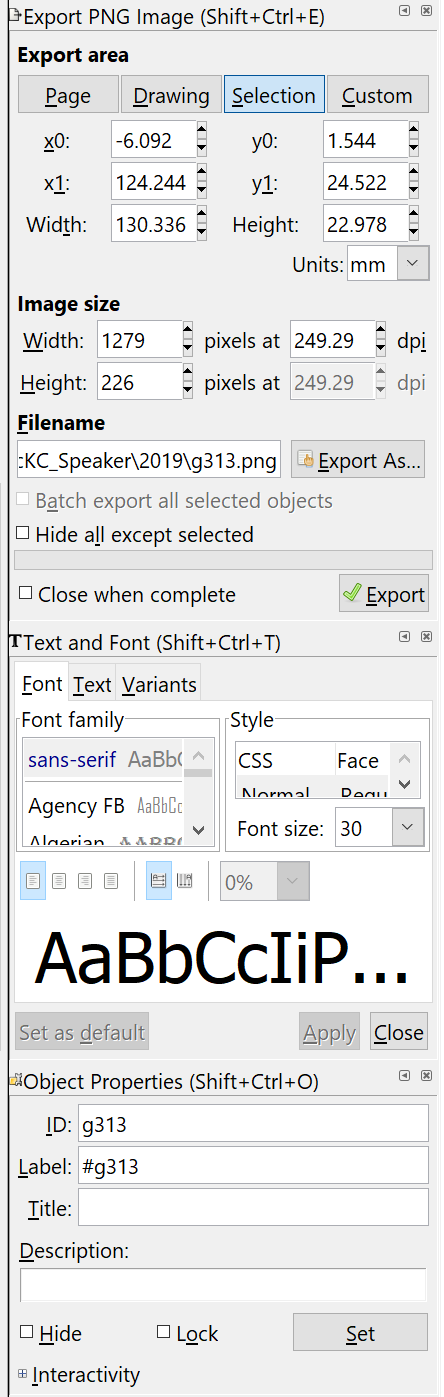 Export PNG Image (Shift+Ctrl+E)
Export area
Page Drawing Selection Custom
x0: -6.092 y0: 1.544
x1: 124.244 y1: 24.522
Width: 130.336 Height: 22.978
Units: mm
Image size
Width: 1279 pixels at 249.29 dpi
Height: 226 pixels at 249.29 dpi
Filename
cKC_Speaker\2019\g313.png Export As...
Batch export all selected objects
Hide all except selected
Close when complete Export
Text and Font (Shift+Ctrl+T)
Font Text Variants
Font family Style
sans-serif AaBbC CSS Face
Agency FB AaBbCc Normal Regu
Algerian AABBC Font size: 30
0%
AaBbCcIiP...
Set as default Apply Close
Object Properties (Shift+Ctrl+O)
ID: g313
Label: #g313
Title:
Description:
Hide Lock Set
Interactivity